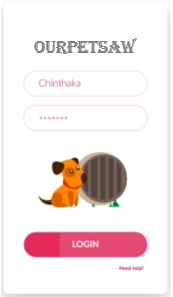 OURPETSAW
Chinthaka
*******
LOGIN
Need help?